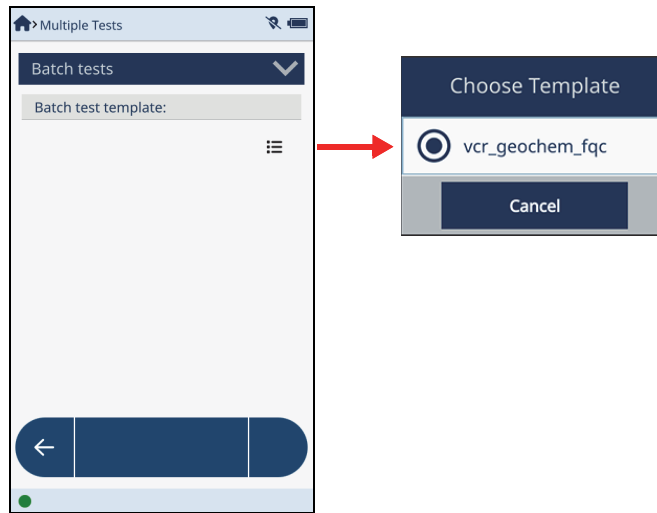 Multiple Tests
Batch tests
Batch test template:
Choose Template
vcr_geochem_fqc
Cancel